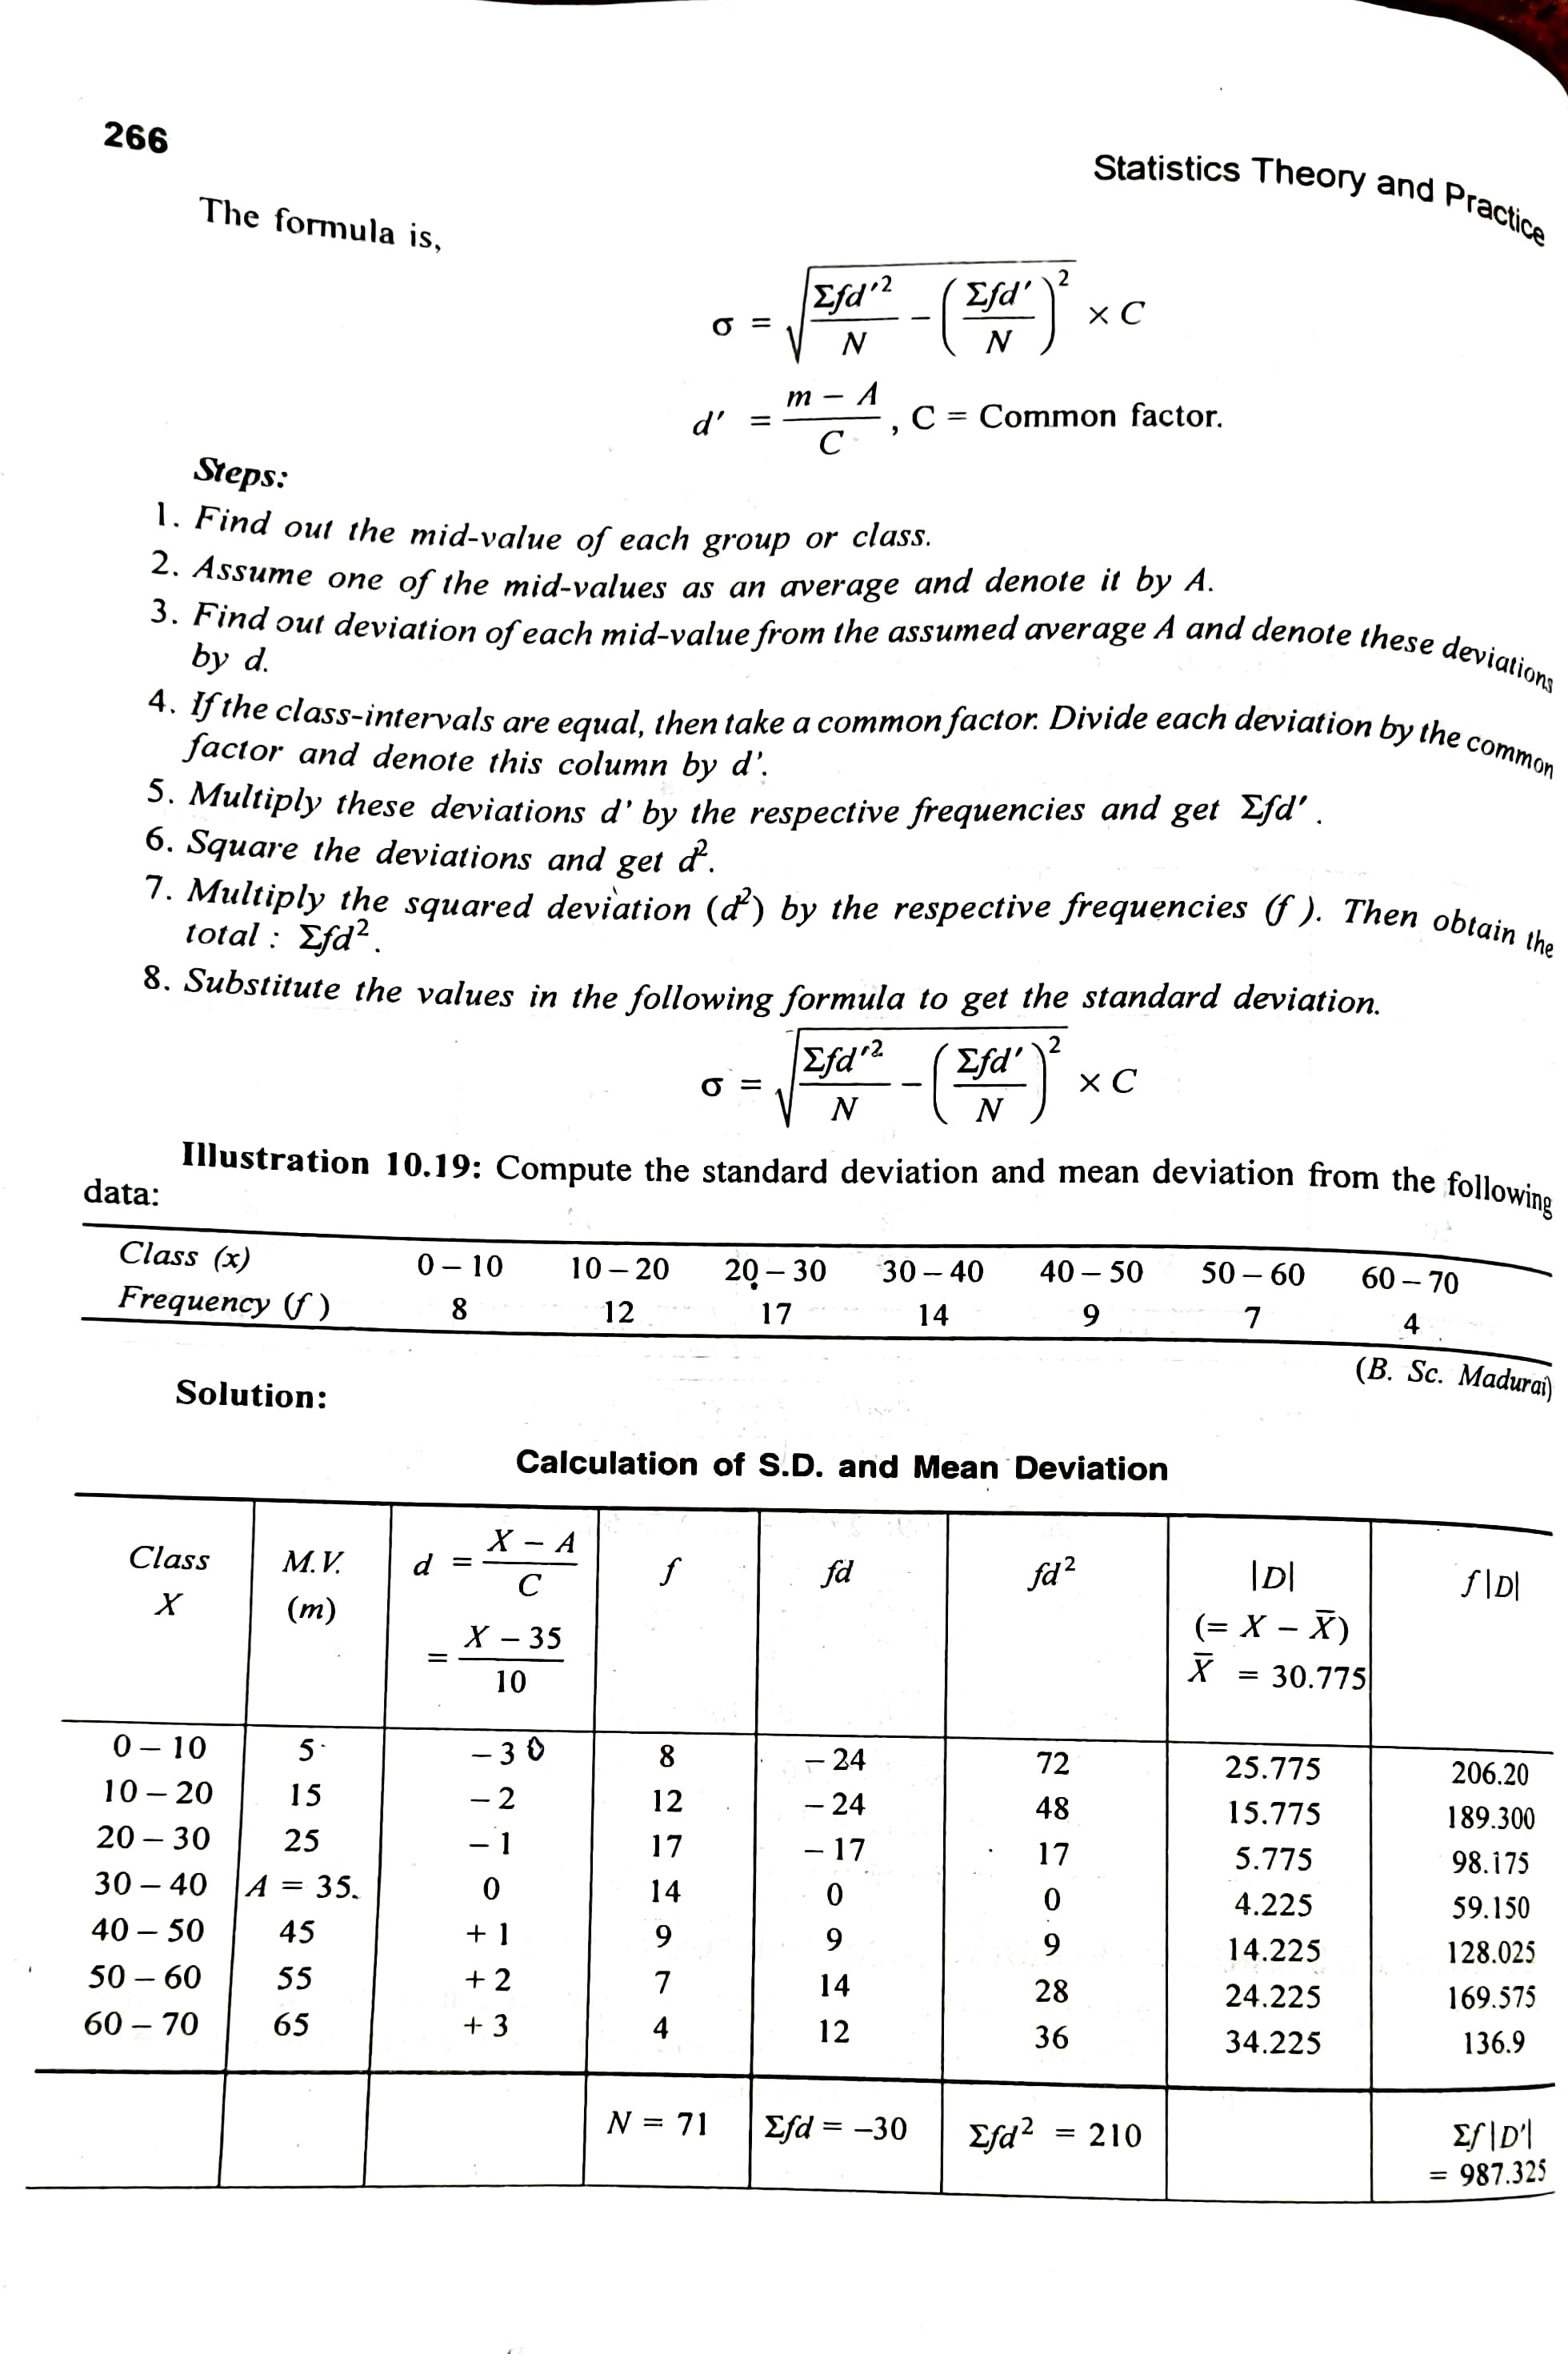 266
Statistics Theory and Practice
The formula is,
σ = √(Σfd′²/N − (Σfd′/N)²) × C
d′ = (m − A)/C , C = Common factor.
Steps:
1. Find out the mid-value of each group or class.
2. Assume one of the mid-values as an average and denote it by A.
3. Find out deviation of each mid-value from the assumed average A and denote these deviations
by d.
4. If the class-intervals are equal, then take a common factor. Divide each deviation by the common
factor and denote this column by d'.
5. Multiply these deviations d' by the respective frequencies and get Σfd′ .
6. Square the deviations and get d².
7. Multiply the squared deviation (d²) by the respective frequencies (f ). Then obtain the
total : Σfd².
8. Substitute the values in the following formula to get the standard deviation.
σ = √(Σfd′²/N − (Σfd′/N)²) × C
Illustration 10.19: Compute the standard deviation and mean deviation from the following
data:
Class (x) 0 – 10 10 – 20 20 – 30 30 – 40 40 – 50 50 – 60 60 – 70
Frequency (f ) 8 12 17 14 9 7 4
(B. Sc. Madurai)
Solution:
Calculation of S.D. and Mean Deviation
Class X M.V. (m) d = (X − A)/C = (X − 35)/10 f fd fd² |D| (= X − X̄) X̄ = 30.775 f |D|
0 – 10 5 – 3 0 8 – 24 72 25.775 206.20
10 – 20 15 – 2 12 – 24 48 15.775 189.300
20 – 30 25 – 1 17 – 17 17 5.775 98.175
30 – 40 A = 35. 0 14 0 0 4.225 59.150
40 – 50 45 + 1 9 9 9 14.225 128.025
50 – 60 55 + 2 7 14 28 24.225 169.575
60 – 70 65 + 3 4 12 36 34.225 136.9
N = 71 Σfd = –30 Σfd² = 210 Σf |D'| = 987.325